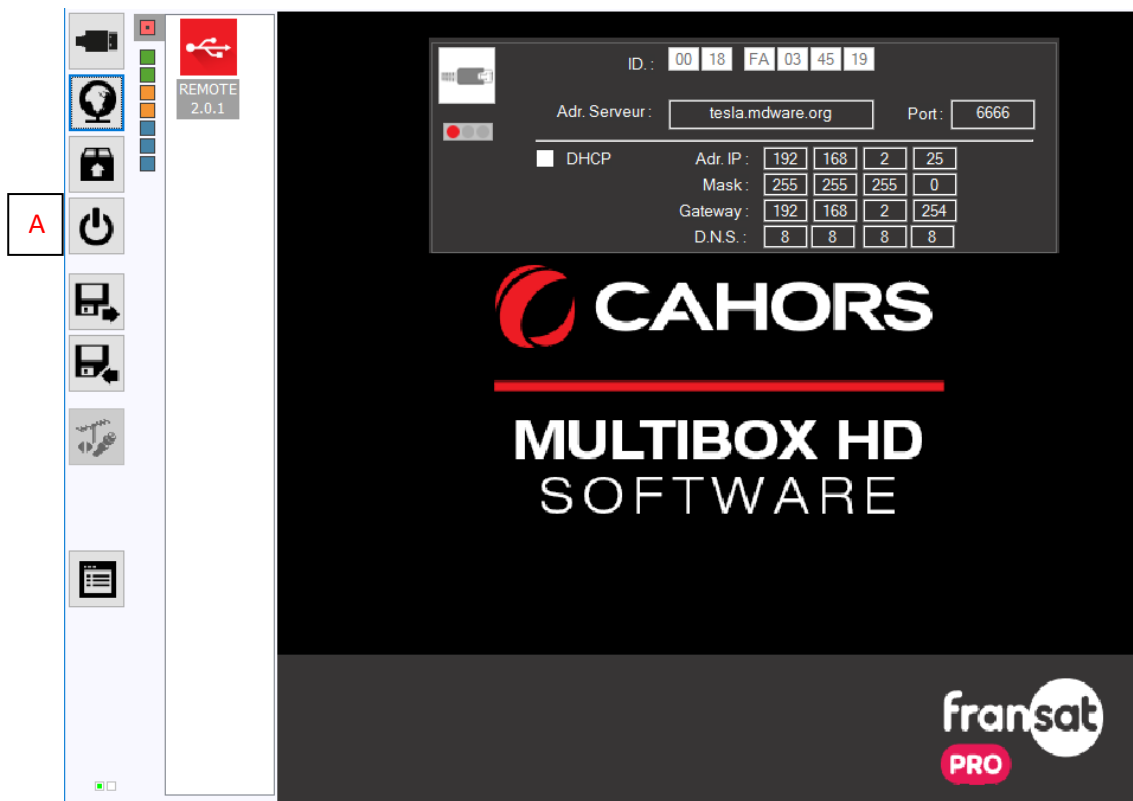 REMOTE
2.0.1
A
ID. : 00 18 FA 03 45 19
Adr. Serveur : tesla.mdware.org Port : 6666
DHCP Adr. IP : 192 168 2 25
Mask : 255 255 255 0
Gateway : 192 168 2 254
D.N.S. : 8 8 8 8
CAHORS
MULTIBOX HD
SOFTWARE
fransat
PRO